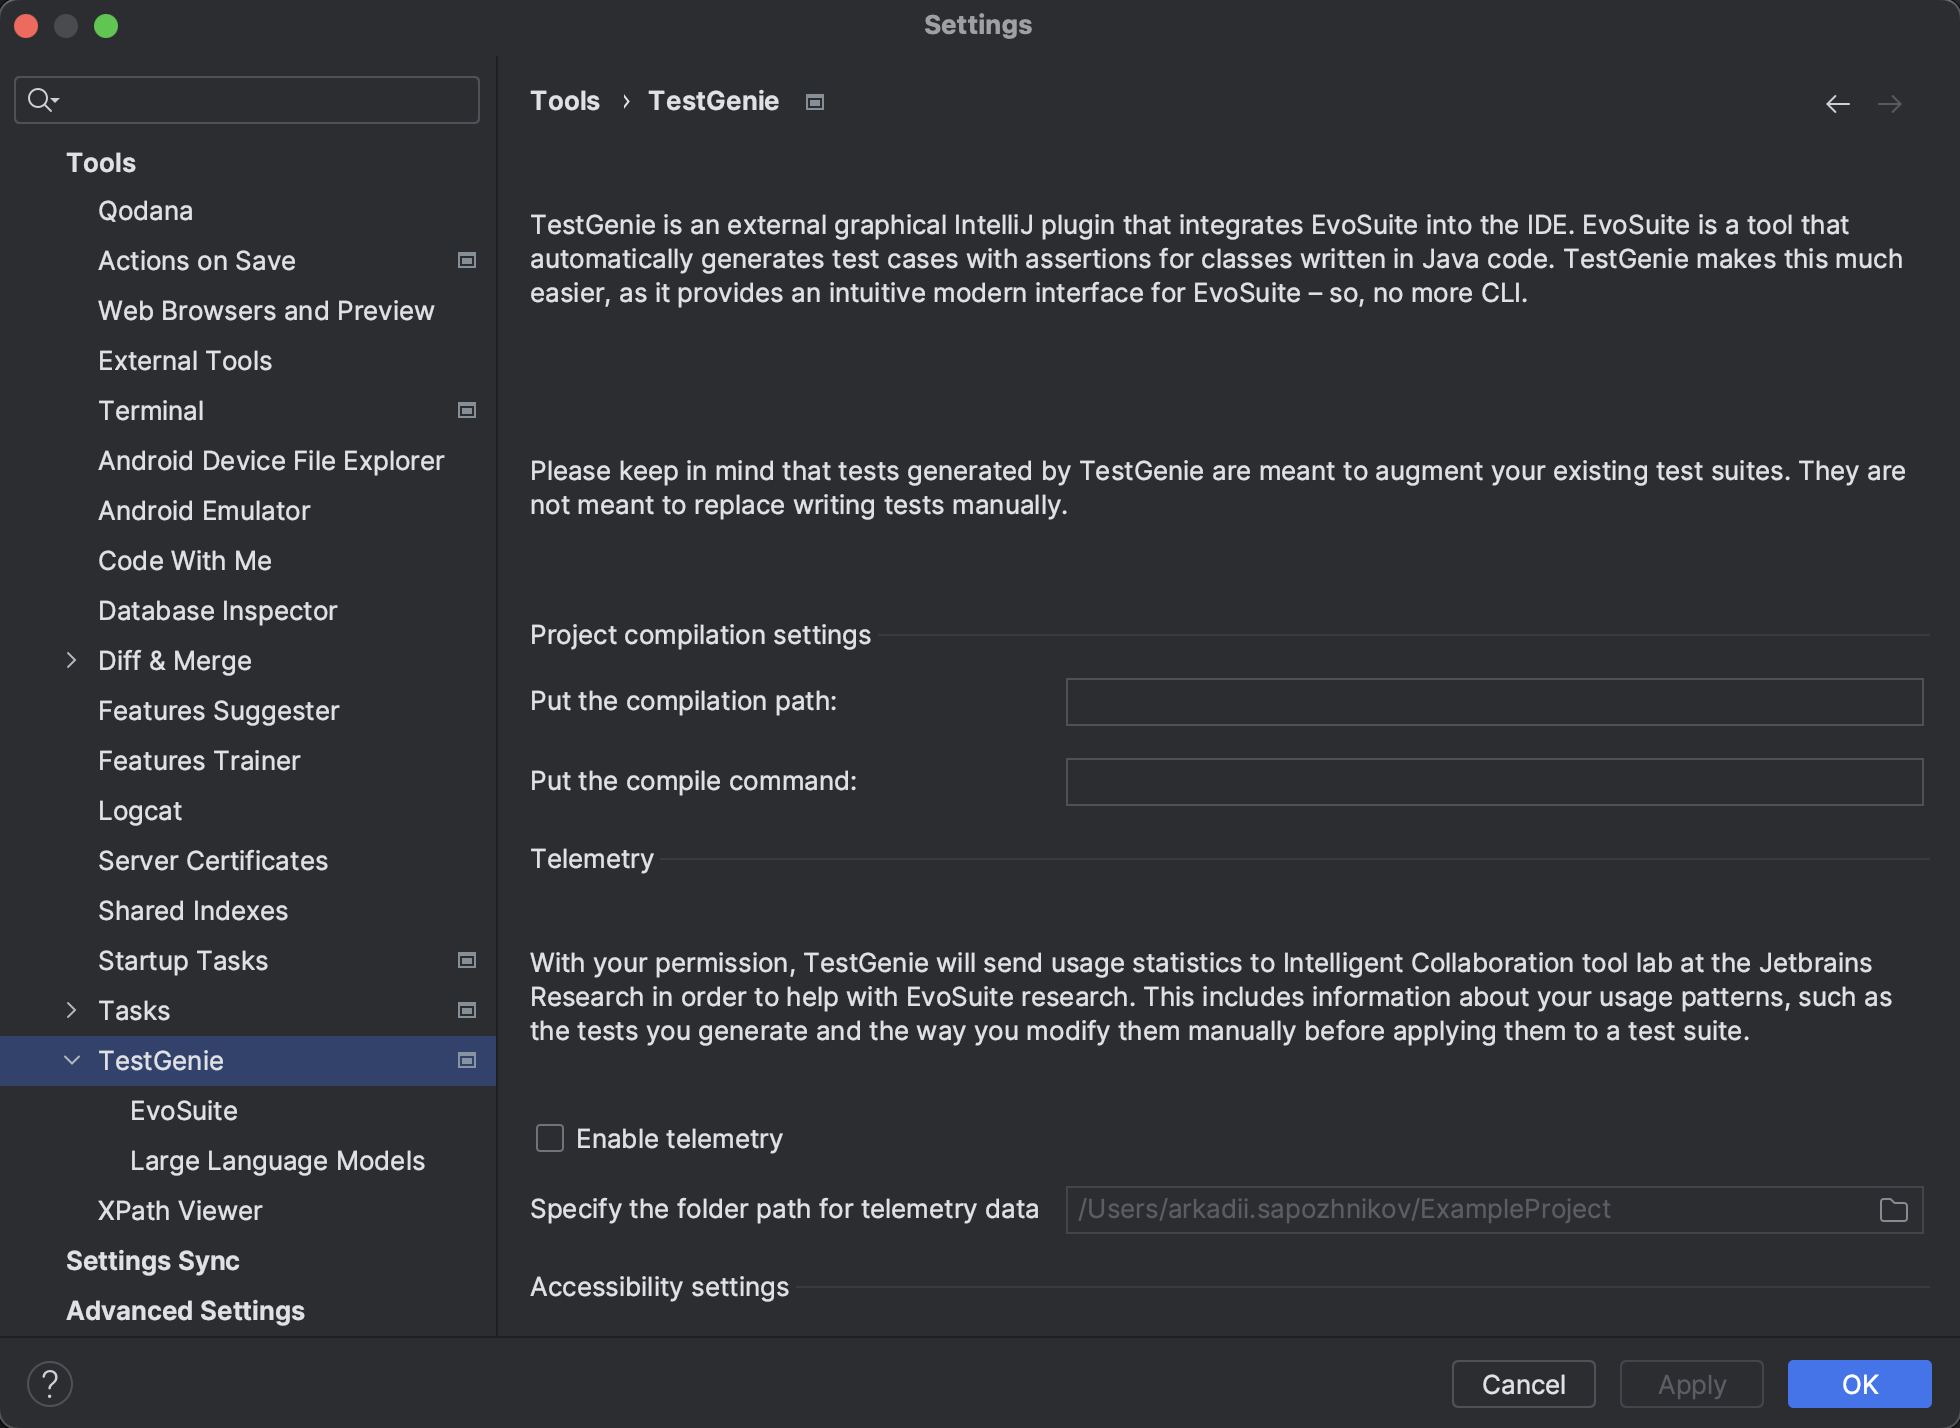 Settings
Tools
Qodana
Actions on Save
Web Browsers and Preview
External Tools
Terminal
Android Device File Explorer
Android Emulator
Code With Me
Database Inspector
Diff & Merge
Features Suggester
Features Trainer
Logcat
Server Certificates
Shared Indexes
Startup Tasks
Tasks
TestGenie
EvoSuite
Large Language Models
XPath Viewer
Settings Sync
Advanced Settings
Tools › TestGenie
TestGenie is an external graphical IntelliJ plugin that integrates EvoSuite into the IDE. EvoSuite is a tool that
automatically generates test cases with assertions for classes written in Java code. TestGenie makes this much
easier, as it provides an intuitive modern interface for EvoSuite – so, no more CLI.
Please keep in mind that tests generated by TestGenie are meant to augment your existing test suites. They are
not meant to replace writing tests manually.
Project compilation settings
Put the compilation path:
Put the compile command:
Telemetry
With your permission, TestGenie will send usage statistics to Intelligent Collaboration tool lab at the Jetbrains
Research in order to help with EvoSuite research. This includes information about your usage patterns, such as
the tests you generate and the way you modify them manually before applying them to a test suite.
Enable telemetry
Specify the folder path for telemetry data /Users/arkadii.sapozhnikov/ExampleProject
Accessibility settings
? Cancel Apply OK